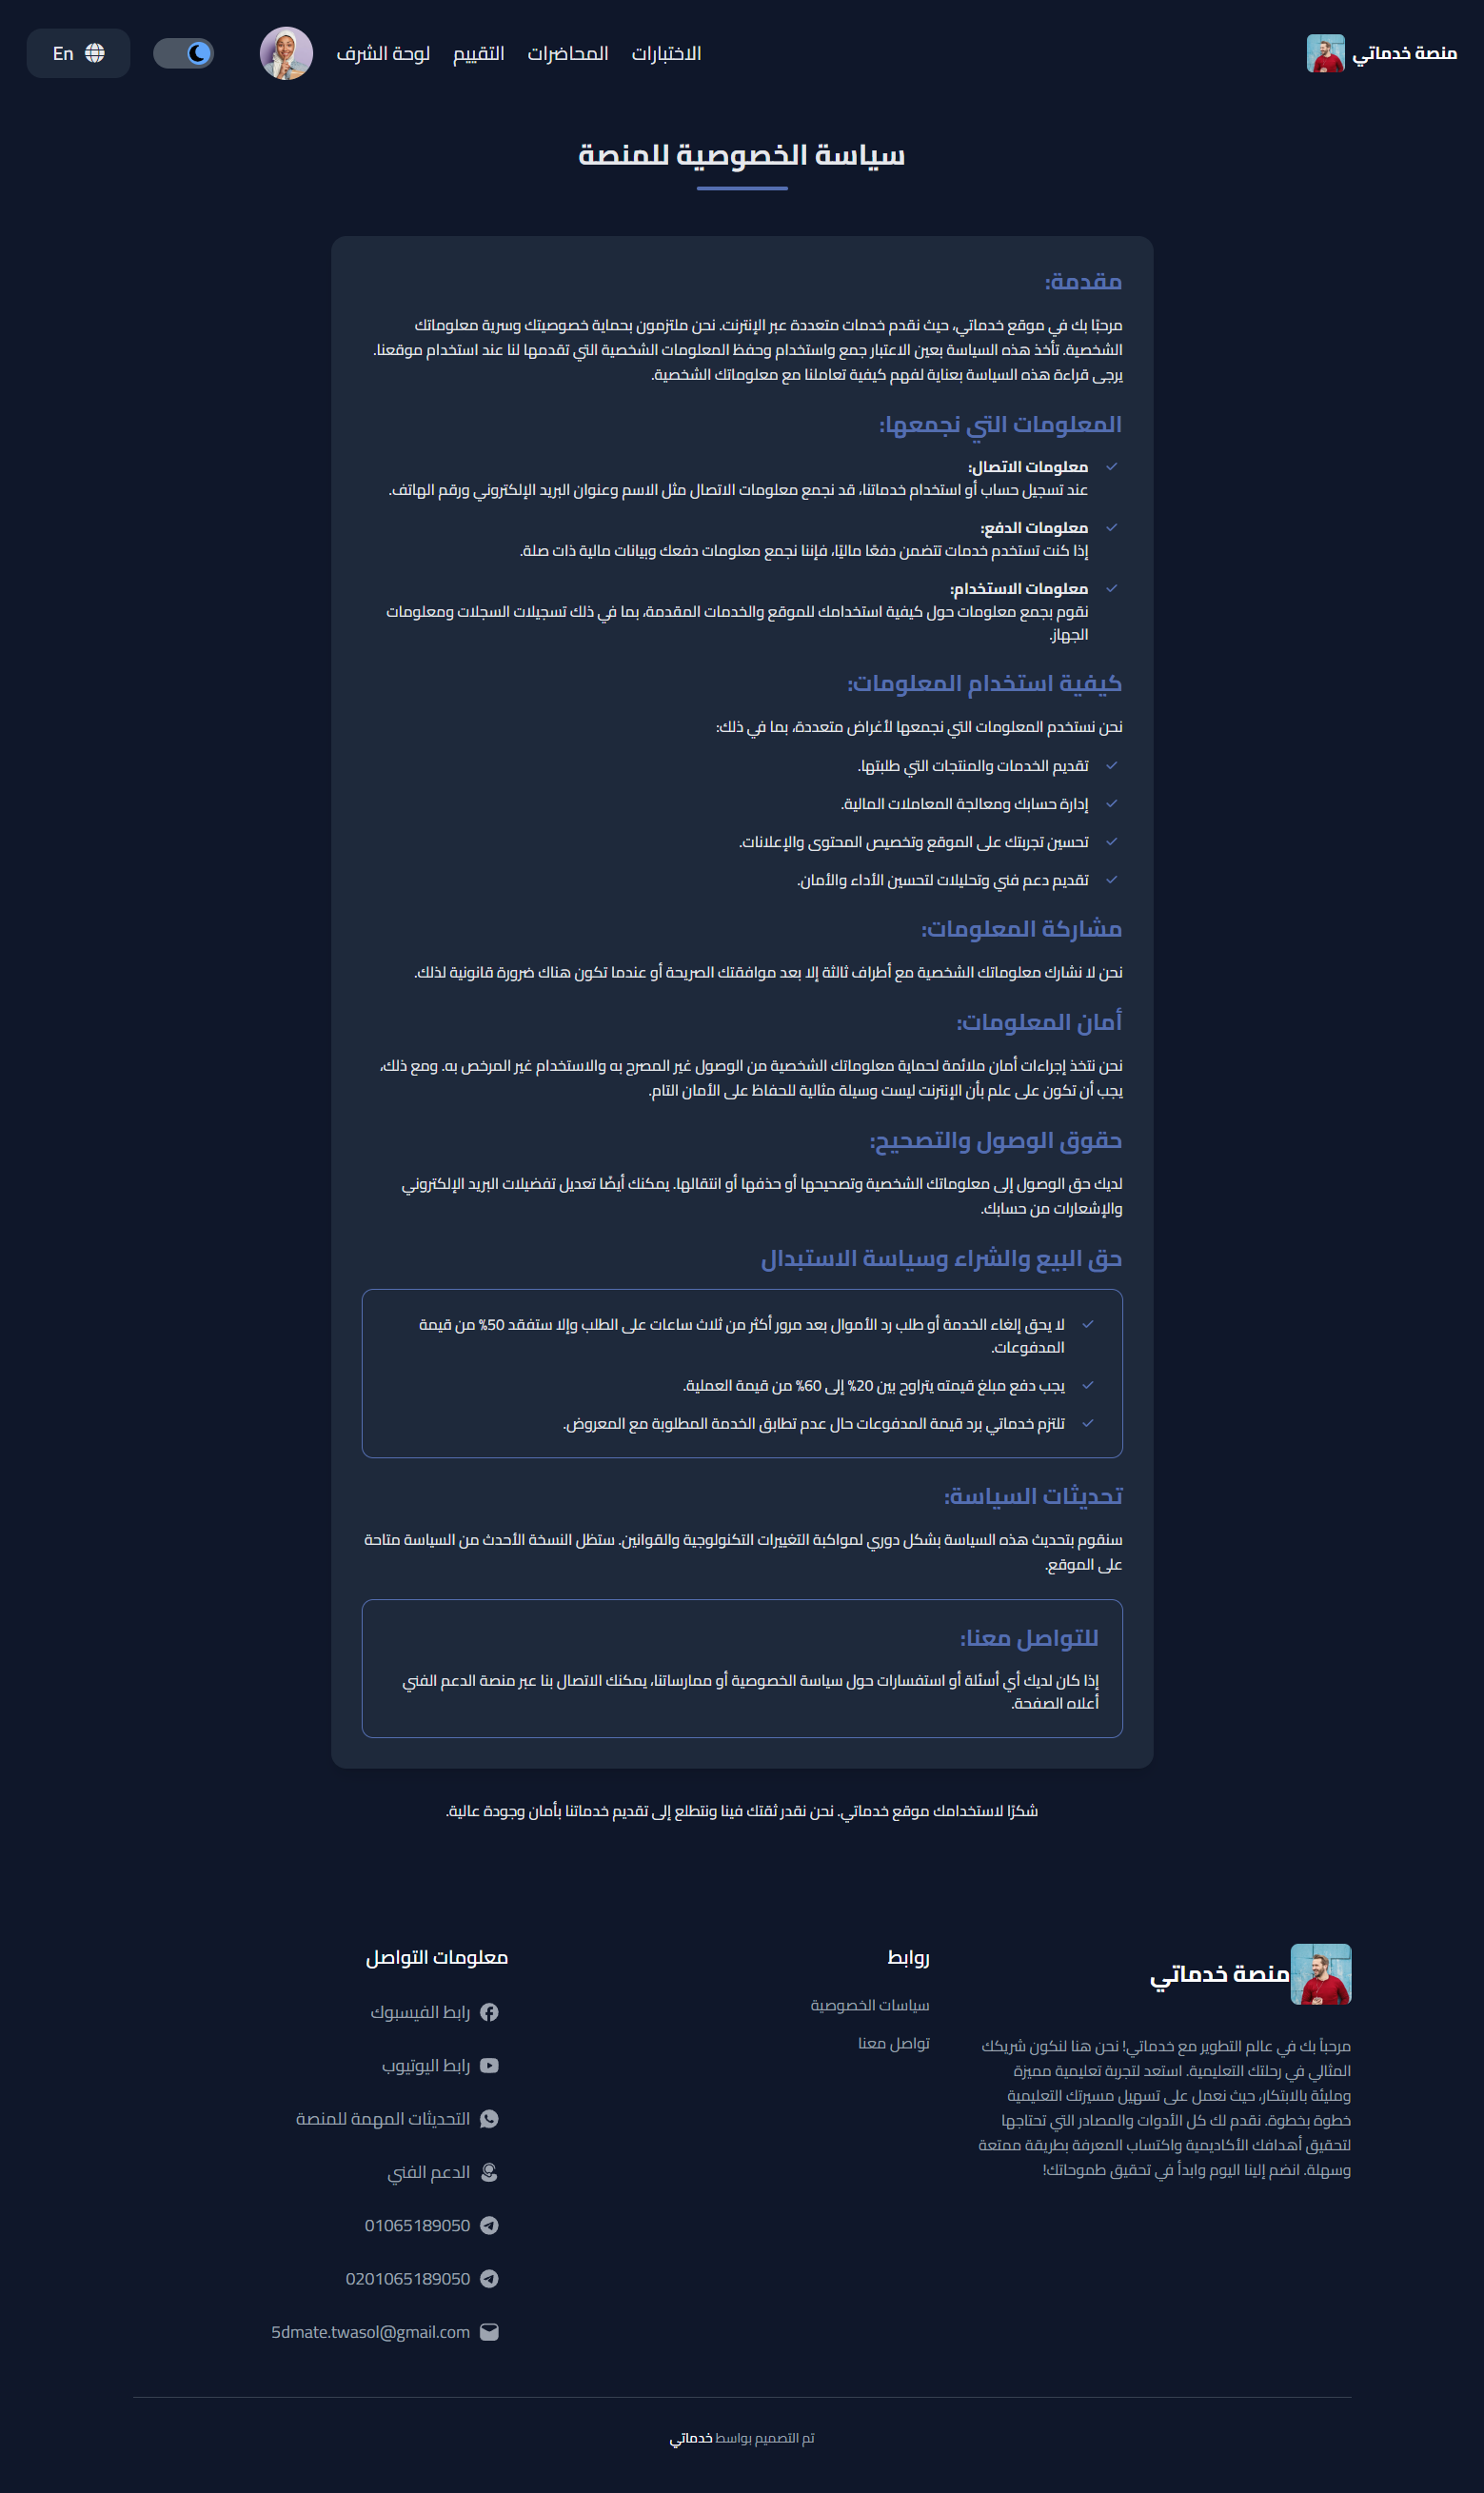 منصة خدماتي
الاختبارات
المحاضرات
التقييم
لوحة الشرف
En
سياسة الخصوصية للمنصة
مقدمة:
مرحبًا بك في موقع خدماتي، حيث نقدم خدمات متعددة عبر الإنترنت. نحن ملتزمون بحماية خصوصيتك وسرية معلوماتك
الشخصية. تأخذ هذه السياسة بعين الاعتبار جمع واستخدام وحفظ المعلومات الشخصية التي تقدمها لنا عند استخدام موقعنا.
يرجى قراءة هذه السياسة بعناية لفهم كيفية تعاملنا مع معلوماتك الشخصية.
المعلومات التي نجمعها:
معلومات الاتصال:
عند تسجيل حساب أو استخدام خدماتنا، قد نجمع معلومات الاتصال مثل الاسم وعنوان البريد الإلكتروني ورقم الهاتف.
معلومات الدفع:
إذا كنت تستخدم خدمات تتضمن دفعًا ماليًا، فإننا نجمع معلومات دفعك وبيانات مالية ذات صلة.
معلومات الاستخدام:
نقوم بجمع معلومات حول كيفية استخدامك للموقع والخدمات المقدمة، بما في ذلك تسجيلات السجلات ومعلومات
الجهاز.
كيفية استخدام المعلومات:
نحن نستخدم المعلومات التي نجمعها لأغراض متعددة، بما في ذلك:
تقديم الخدمات والمنتجات التي طلبتها.
إدارة حسابك ومعالجة المعاملات المالية.
تحسين تجربتك على الموقع وتخصيص المحتوى والإعلانات.
تقديم دعم فني وتحليلات لتحسين الأداء والأمان.
مشاركة المعلومات:
نحن لا نشارك معلوماتك الشخصية مع أطراف ثالثة إلا بعد موافقتك الصريحة أو عندما تكون هناك ضرورة قانونية لذلك.
أمان المعلومات:
نحن نتخذ إجراءات أمان ملائمة لحماية معلوماتك الشخصية من الوصول غير المصرح به والاستخدام غير المرخص به. ومع ذلك،
يجب أن تكون على علم بأن الإنترنت ليست وسيلة مثالية للحفاظ على الأمان التام.
حقوق الوصول والتصحيح:
لديك حق الوصول إلى معلوماتك الشخصية وتصحيحها أو حذفها أو انتقالها. يمكنك أيضًا تعديل تفضيلات البريد الإلكتروني
والإشعارات من حسابك.
حق البيع والشراء وسياسة الاستبدال
لا يحق إلغاء الخدمة أو طلب رد الأموال بعد مرور أكثر من ثلاث ساعات على الطلب وإلا ستفقد 50% من قيمة
المدفوعات.
يجب دفع مبلغ قيمته يتراوح بين 20% إلى 60% من قيمة العملية.
تلتزم خدماتي برد قيمة المدفوعات حال عدم تطابق الخدمة المطلوبة مع المعروض.
تحديثات السياسة:
سنقوم بتحديث هذه السياسة بشكل دوري لمواكبة التغييرات التكنولوجية والقوانين. ستظل النسخة الأحدث من السياسة متاحة
على الموقع.
للتواصل معنا:
إذا كان لديك أي أسئلة أو استفسارات حول سياسة الخصوصية أو ممارساتنا، يمكنك الاتصال بنا عبر منصة الدعم الفني
أعلاه الصفحة.
شكرًا لاستخدامك موقع خدماتي. نحن نقدر ثقتك فينا ونتطلع إلى تقديم خدماتنا بأمان وجودة عالية.
منصة خدماتي
مرحباً بك في عالم التطوير مع خدماتي! نحن هنا لنكون شريكك
المثالي في رحلتك التعليمية. استعد لتجربة تعليمية مميزة
ومليئة بالابتكار، حيث نعمل على تسهيل مسيرتك التعليمية
خطوة بخطوة. نقدم لك كل الأدوات والمصادر التي تحتاجها
لتحقيق أهدافك الأكاديمية واكتساب المعرفة بطريقة ممتعة
وسهلة. انضم إلينا اليوم وابدأ في تحقيق طموحاتك!
روابط
سياسات الخصوصية
تواصل معنا
معلومات التواصل
رابط الفيسبوك
رابط اليوتيوب
التحديثات المهمة للمنصة
الدعم الفني
01065189050
0201065189050
5dmate.twasol@gmail.com
تم التصميم بواسط خدماتي